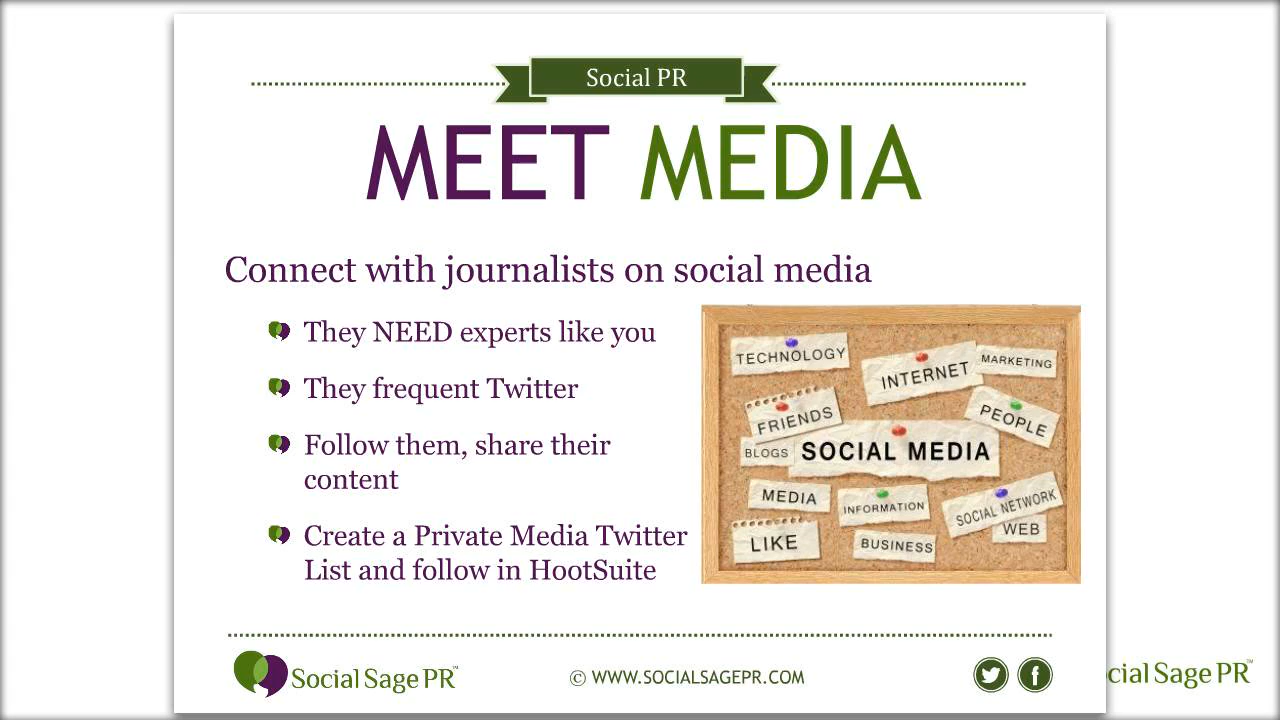 Social PR
MEET MEDIA
Connect with journalists on social media
They NEED experts like you
They frequent Twitter
Follow them, share their
content
Create a Private Media Twitter
List and follow in HootSuite
TECHNOLOGY
INTERNET
MARKETING
FRIENDS
PEOPLE
BLOGS
SOCIAL MEDIA
MEDIA
INFORMATION
SOCIAL NETWORK
WEB
LIKE
BUSINESS
Social Sage PR™
© WWW.SOCIALSAGEPR.COM
cial Sage PR™